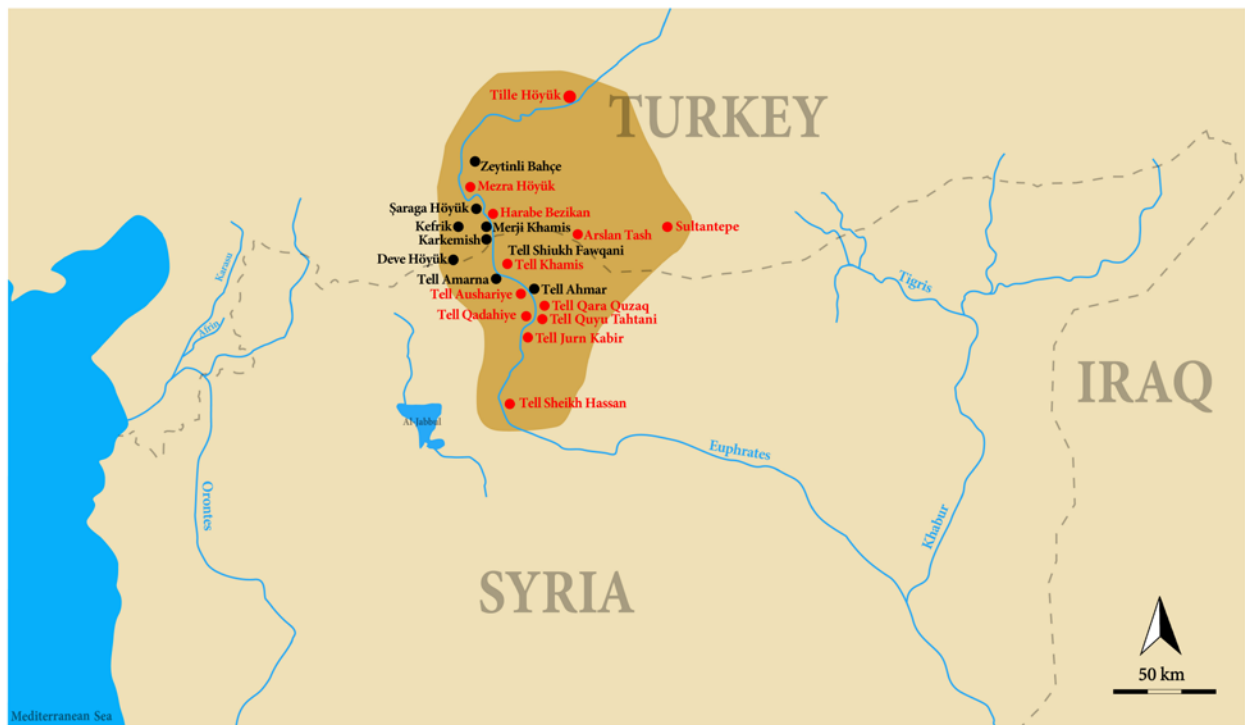 Tille Höyük
TURKEY
Zeytinli Bahçe
Mezra Höyük
Şaraga Höyük
Harabe Bezikan
Kefrik
Merji Khamis
Sultantepe
Arslan Tash
Karkemish
Tell Shiukh Fawqani
Deve Höyük
Tell Khamis
Karasu
Tell Amarna
Tell Ahmar
Tigris
Tell Aushariye
Tell Qara Quzaq
Tell Qadahiye
Tell Quyu Tahtani
Afrin
Tell Jurn Kabir
IRAQ
Tell Sheikh Hassan
Al Jabbul
Euphrates
Orontes
Khabur
SYRIA
50 km
Mediterranean Sea